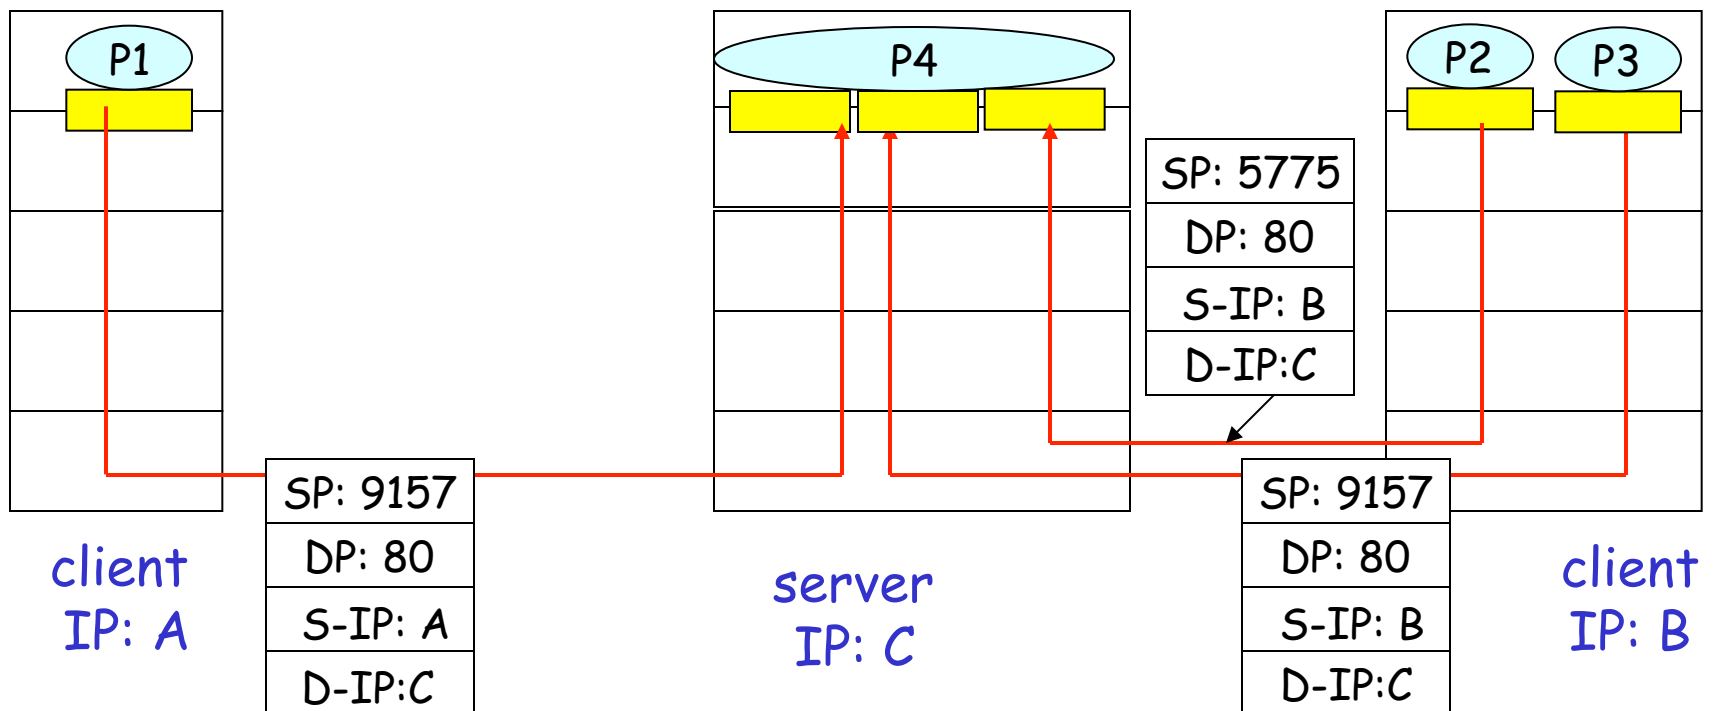 P1
P4
P2
P3
SP: 5775
DP: 80
S-IP: B
D-IP:C
SP: 9157
DP: 80
S-IP: A
D-IP:C
SP: 9157
DP: 80
S-IP: B
D-IP:C
client
IP: A
server
IP: C
client
IP: B